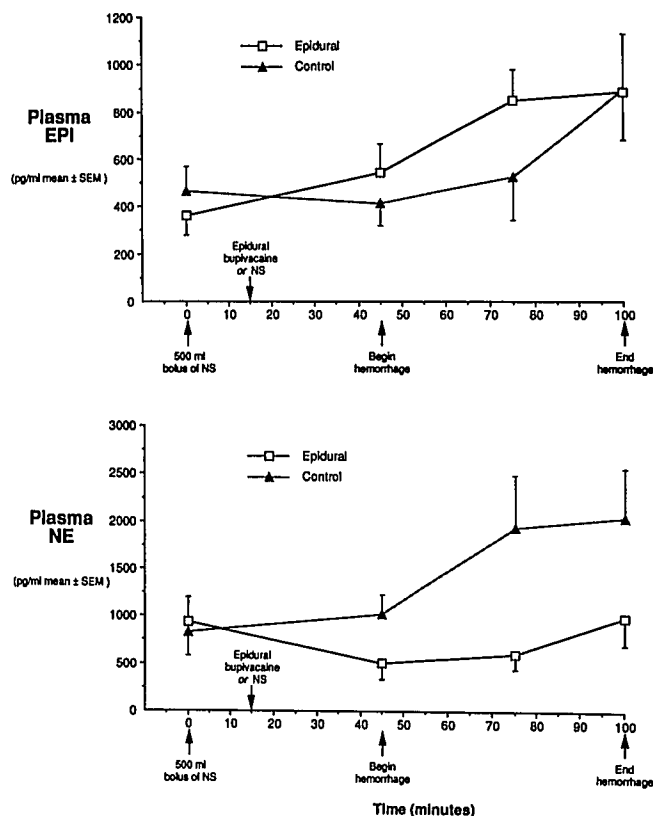 1200
Epidural
Control
1000
Plasma
EPI
800
(pg/ml mean ± SEM )
600
400
Epidural
bupivacaine
or NS
200
0
0 10 20 30 40 50 60 70 80 90 100
500 ml
bolus of NS
Begin
hemorrhage
End
hemorrhage
3000
Epidural
2500
Control
Plasma
NE
2000
(pg/ml mean ± SEM )
1500
1000
Epidural
bupivacaine
or NS
500
0
0 10 20 30 40 50 60 70 80 90 100
500 ml
bolus of NS
Begin
hemorrhage
End
hemorrhage
Time (minutes)